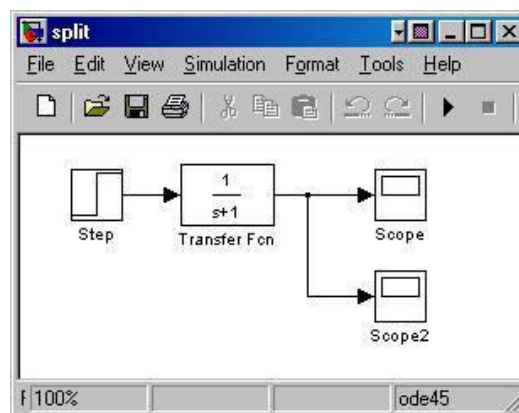 split
File Edit View Simulation Format Tools Help
1
s+1
Step
Transfer Fcn
Scope
Scope2
100%
ode45